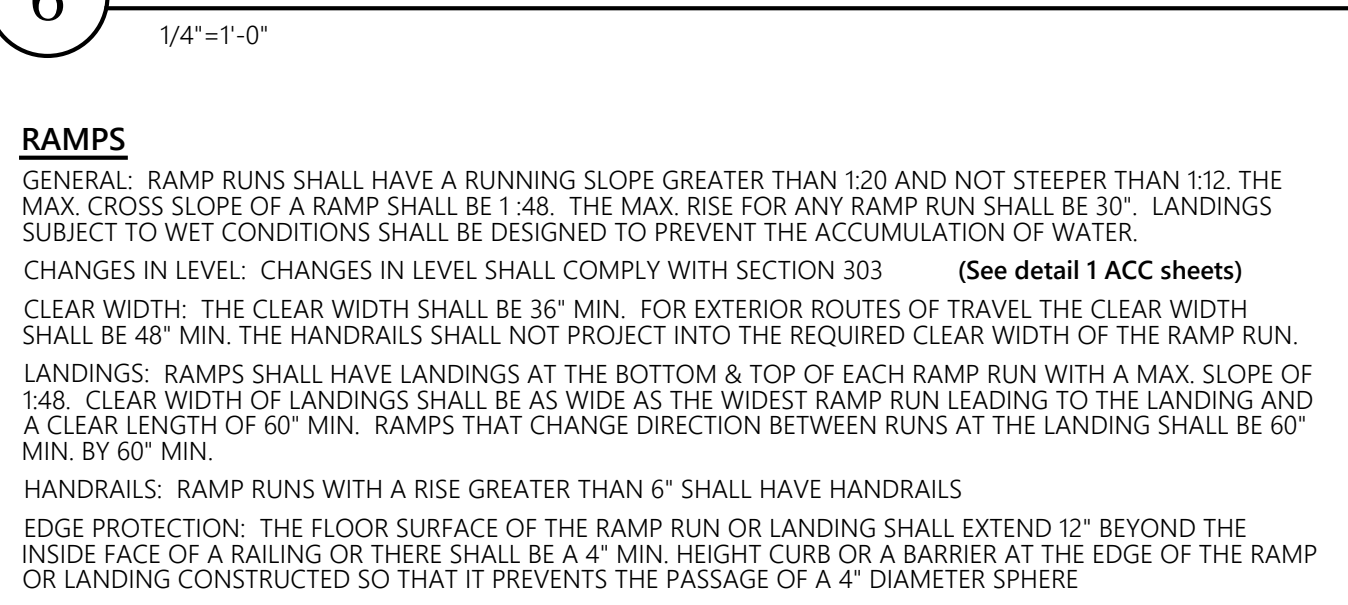 6
1/4"=1'-0"
RAMPS
GENERAL: RAMP RUNS SHALL HAVE A RUNNING SLOPE GREATER THAN 1:20 AND NOT STEEPER THAN 1:12. THE
MAX. CROSS SLOPE OF A RAMP SHALL BE 1 :48. THE MAX. RISE FOR ANY RAMP RUN SHALL BE 30". LANDINGS
SUBJECT TO WET CONDITIONS SHALL BE DESIGNED TO PREVENT THE ACCUMULATION OF WATER.
CHANGES IN LEVEL: CHANGES IN LEVEL SHALL COMPLY WITH SECTION 303 (See detail 1 ACC sheets)
CLEAR WIDTH: THE CLEAR WIDTH SHALL BE 36" MIN. FOR EXTERIOR ROUTES OF TRAVEL THE CLEAR WIDTH
SHALL BE 48" MIN. THE HANDRAILS SHALL NOT PROJECT INTO THE REQUIRED CLEAR WIDTH OF THE RAMP RUN.
LANDINGS: RAMPS SHALL HAVE LANDINGS AT THE BOTTOM & TOP OF EACH RAMP RUN WITH A MAX. SLOPE OF
1:48. CLEAR WIDTH OF LANDINGS SHALL BE AS WIDE AS THE WIDEST RAMP RUN LEADING TO THE LANDING AND
A CLEAR LENGTH OF 60" MIN. RAMPS THAT CHANGE DIRECTION BETWEEN RUNS AT THE LANDING SHALL BE 60"
MIN. BY 60" MIN.
HANDRAILS: RAMP RUNS WITH A RISE GREATER THAN 6" SHALL HAVE HANDRAILS
EDGE PROTECTION: THE FLOOR SURFACE OF THE RAMP RUN OR LANDING SHALL EXTEND 12" BEYOND THE
INSIDE FACE OF A RAILING OR THERE SHALL BE A 4" MIN. HEIGHT CURB OR A BARRIER AT THE EDGE OF THE RAMP
OR LANDING CONSTRUCTED SO THAT IT PREVENTS THE PASSAGE OF A 4" DIAMETER SPHERE